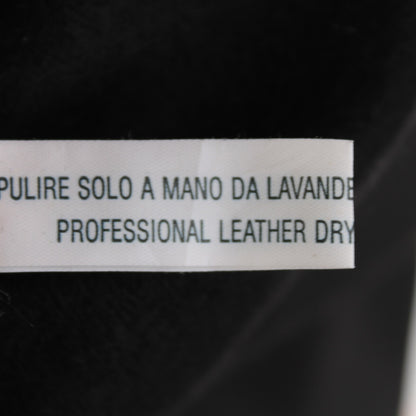 PULIRE SOLO A MANO DA LAVANDE
PROFESSIONAL LEATHER DRY